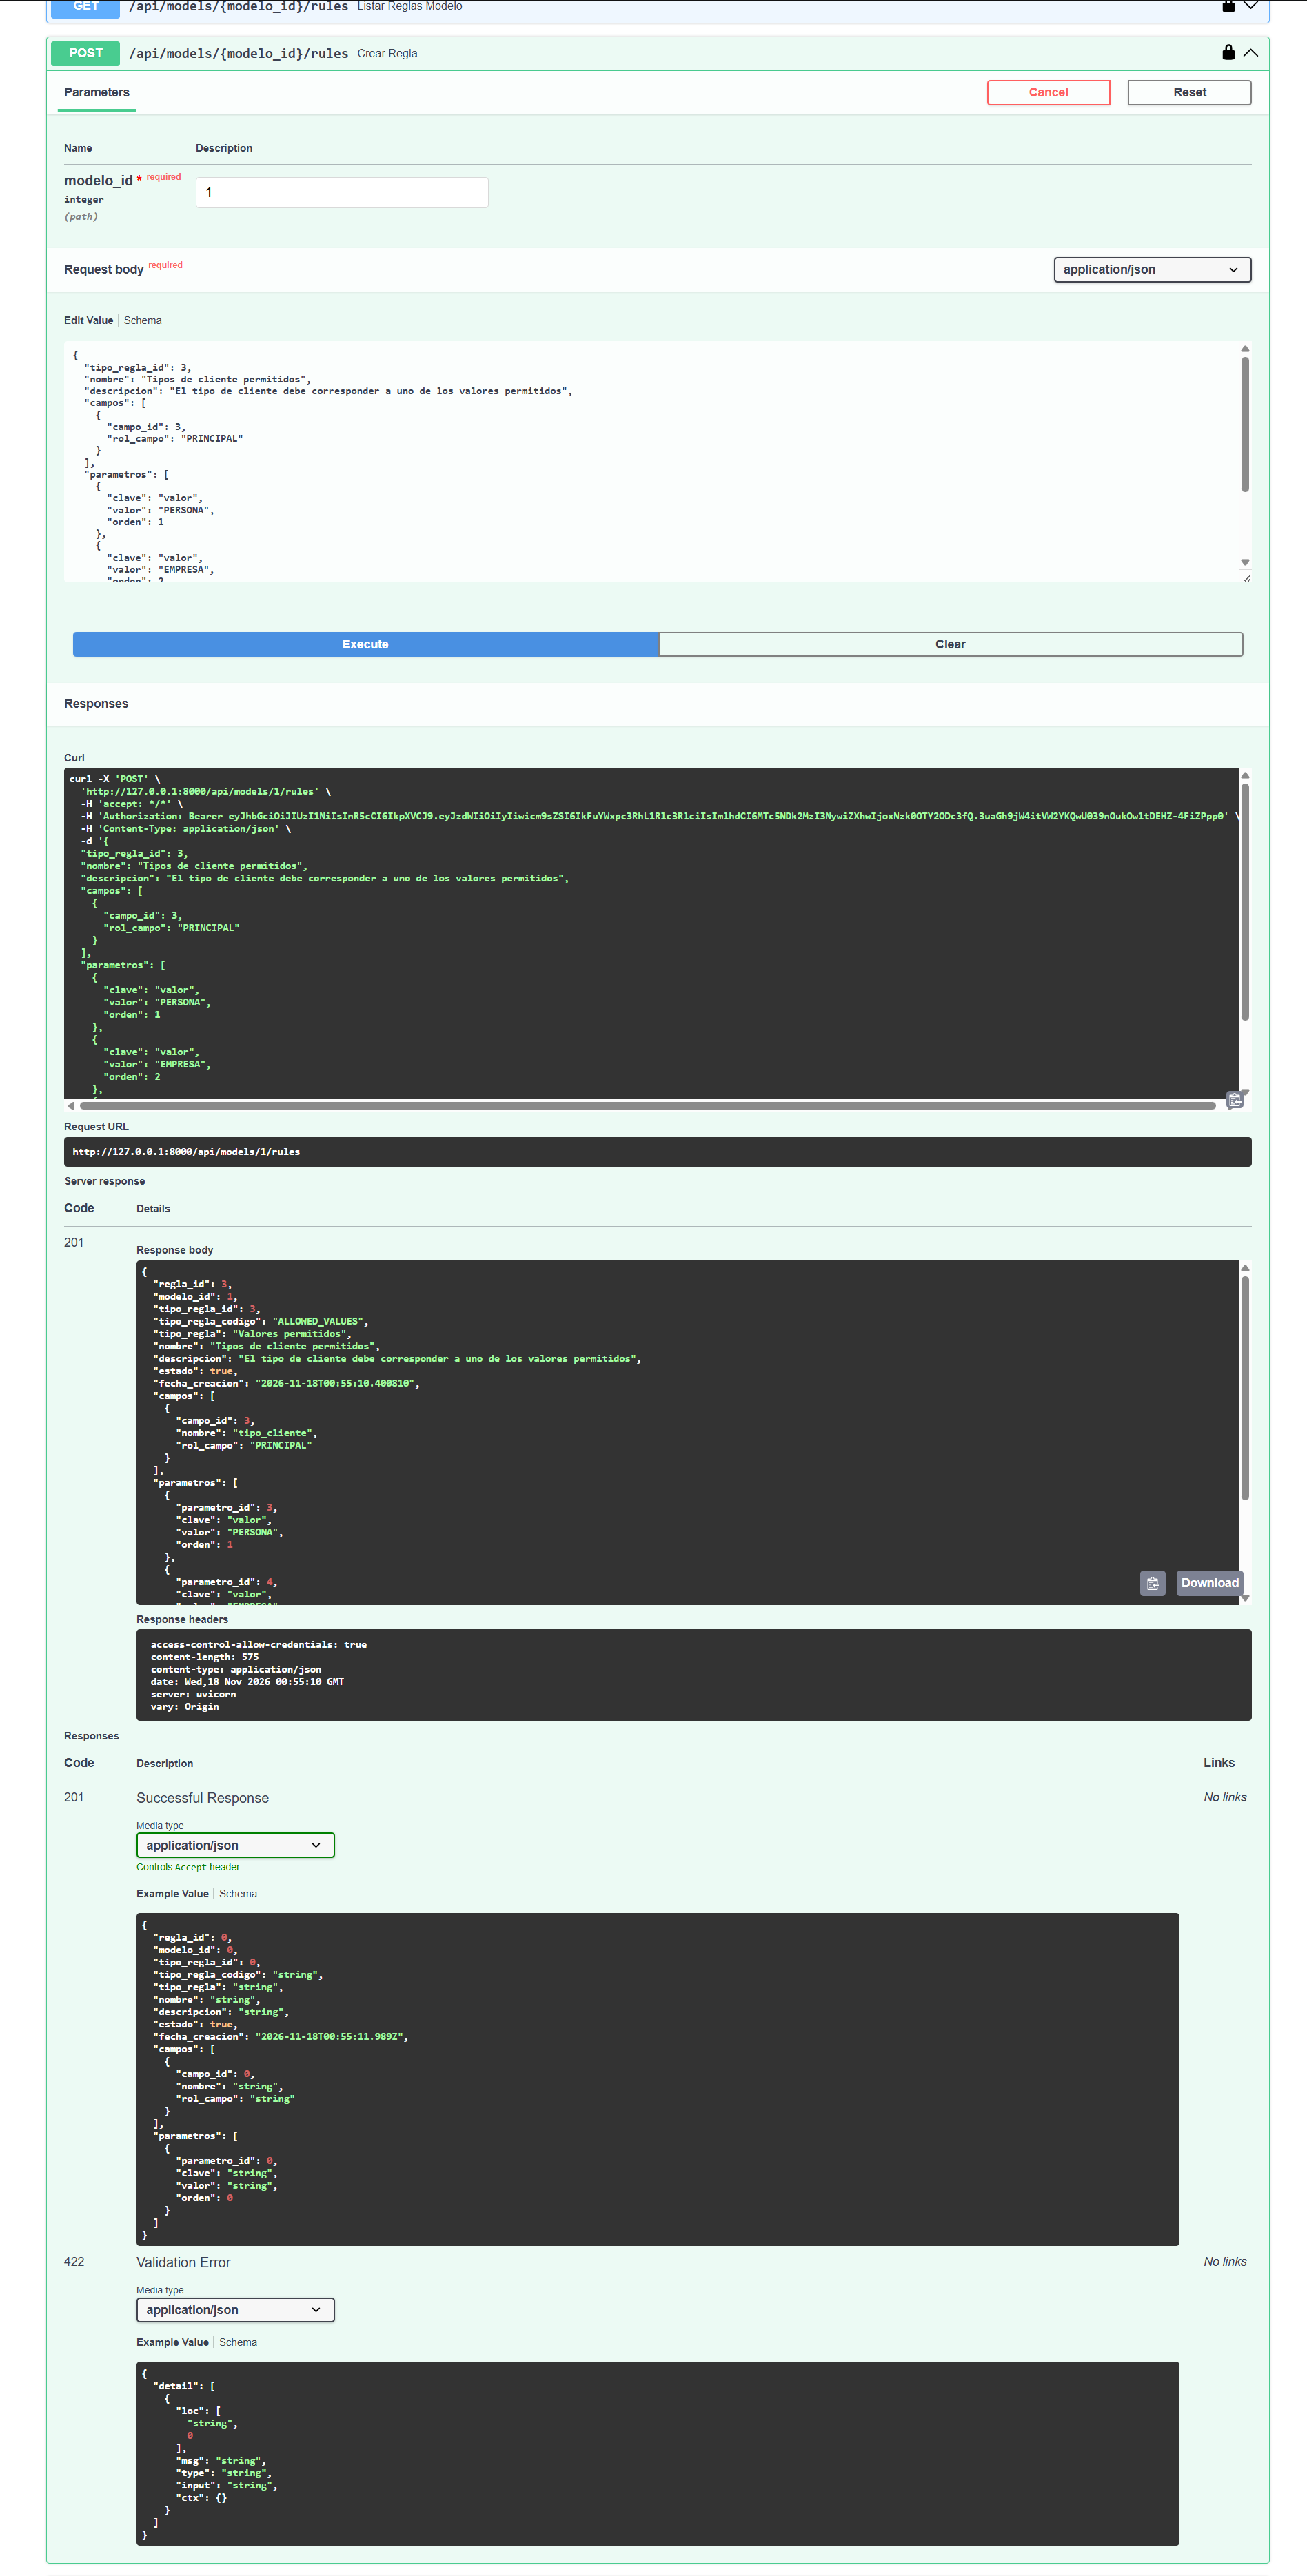 GET /api/models/{modelo_id}/rules Listar Reglas Modelo
POST /api/models/{modelo_id}/rules Crear Regla
Parameters
Cancel
Reset
Name Description
modelo_id * required
integer
(path)
1
Request body required
application/json
Edit Value Schema
{
"tipo_regla_id": 3,
"nombre": "Tipos de cliente permitidos",
"descripcion": "El tipo de cliente debe corresponder a uno de los valores permitidos",
"campos": [
{
"campo_id": 3,
"rol_campo": "PRINCIPAL"
}
],
"parametros": [
{
"clave": "valor",
"valor": "PERSONA",
"orden": 1
},
{
"clave": "valor",
"valor": "EMPRESA",
"orden": 2
Execute
Clear
Responses
Curl
curl -X 'POST' \
'http://127.0.0.1:8000/api/models/1/rules' \
-H 'accept: */*' \
-H 'Authorization: Bearer \
-H 'Content-Type: application/json' \
-d '{
"tipo_regla_id": 3,
"nombre": "Tipos de cliente permitidos",
"descripcion": "El tipo de cliente debe corresponder a uno de los valores permitidos",
"campos": [
{
"campo_id": 3,
"rol_campo": "PRINCIPAL"
}
],
"parametros": [
{
"clave": "valor",
"valor": "PERSONA",
"orden": 1
},
{
"clave": "valor",
"valor": "EMPRESA",
"orden": 2
},
Request URL
http://127.0.0.1:8000/api/models/1/rules
Server response
Code Details
201
Response body
{
"regla_id": 3,
"modelo_id": 1,
"tipo_regla_id": 3,
"tipo_regla_codigo": "ALLOWED_VALUES",
"tipo_regla": "Valores permitidos",
"nombre": "Tipos de cliente permitidos",
"descripcion": "El tipo de cliente debe corresponder a uno de los valores permitidos",
"estado": true,
"fecha_creacion": "2026-11-18T00:55:10.400810",
"campos": [
{
"campo_id": 3,
"nombre": "tipo_cliente",
"rol_campo": "PRINCIPAL"
}
],
"parametros": [
{
"parametro_id": 3,
"clave": "valor",
"valor": "PERSONA",
"orden": 1
},
{
"parametro_id": 4,
"clave": "valor",
Download
Response headers
access-control-allow-credentials: true
content-length: 575
content-type: application/json
date: Wed,18 Nov 2026 00:55:10 GMT
server: uvicorn
vary: Origin
Responses
Code Description Links
201 Successful Response No links
Media type
application/json
Controls Accept header.
Example Value Schema
{
"regla_id": 0,
"modelo_id": 0,
"tipo_regla_id": 0,
"tipo_regla_codigo": "string",
"tipo_regla": "string",
"nombre": "string",
"descripcion": "string",
"estado": true,
"fecha_creacion": "2026-11-18T00:55:11.989Z",
"campos": [
{
"campo_id": 0,
"nombre": "string",
"rol_campo": "string"
}
],
"parametros": [
{
"parametro_id": 0,
"clave": "string",
"valor": "string",
"orden": 0
}
]
}
422 Validation Error No links
Media type
application/json
Example Value Schema
{
"detail": [
{
"loc": [
"string",
0
],
"msg": "string",
"type": "string",
"input": "string",
"ctx": {}
}
]
}